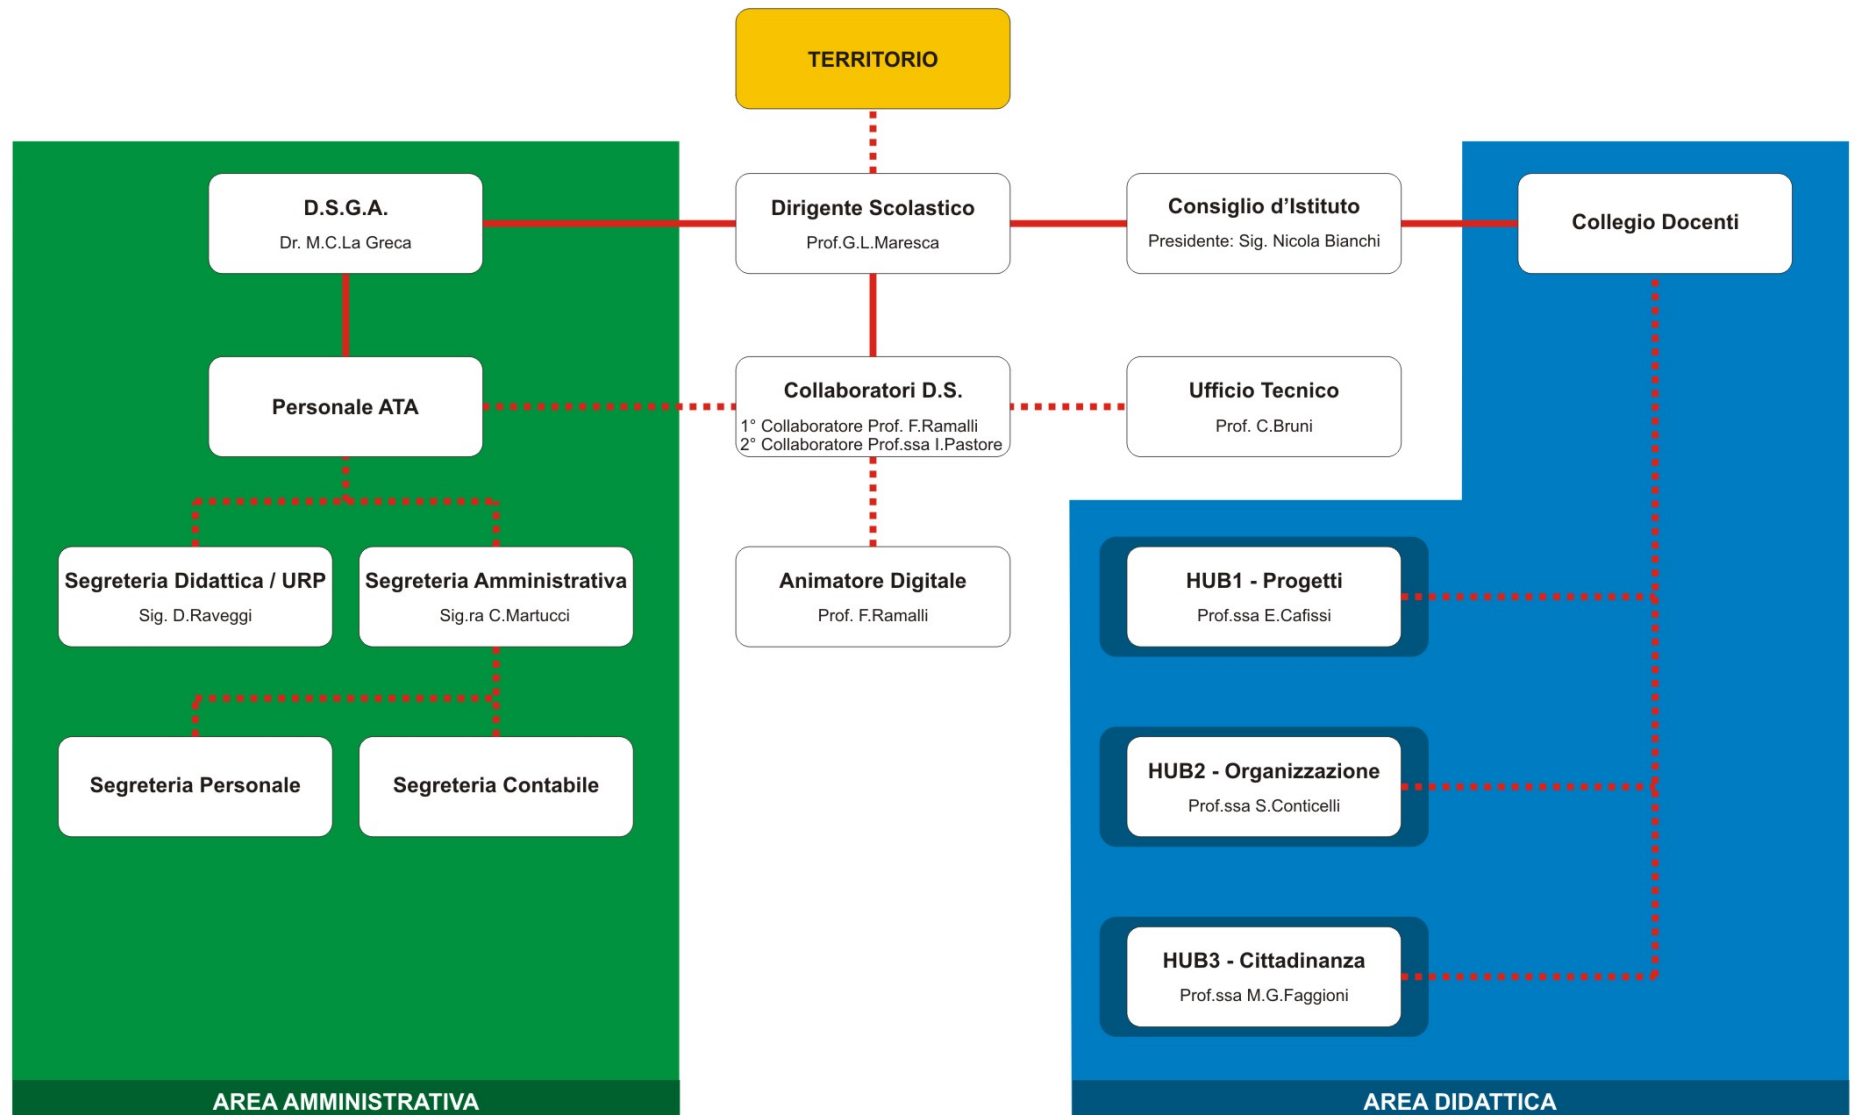 TERRITORIO
D.S.G.A.
Dr. M.C.La Greca
Dirigente Scolastico
Prof.G.L.Maresca
Consiglio d’Istituto
Presidente: Sig. Nicola Bianchi
Collegio Docenti
Personale ATA
Collaboratori D.S.
1° Collaboratore Prof. F.Ramalli
2° Collaboratore Prof.ssa I.Pastore
Ufficio Tecnico
Prof. C.Bruni
Segreteria Didattica / URP
Sig. D.Raveggi
Segreteria Amministrativa
Sig.ra C.Martucci
Animatore Digitale
Prof. F.Ramalli
HUB1 - Progetti
Prof.ssa E.Cafissi
Segreteria Personale
Segreteria Contabile
HUB2 - Organizzazione
Prof.ssa S.Conticelli
HUB3 - Cittadinanza
Prof.ssa M.G.Faggioni
AREA AMMINISTRATIVA
AREA DIDATTICA